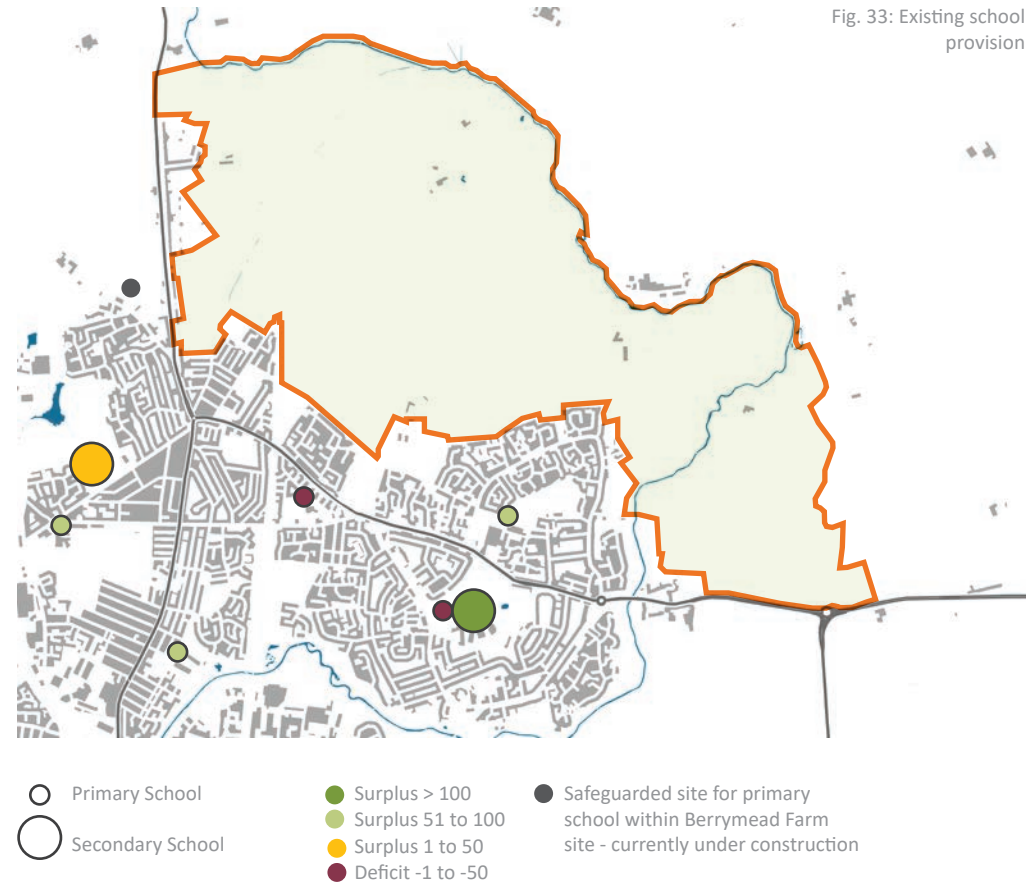 Fig. 33: Existing school
provision
Primary School
Secondary School
Surplus > 100
Surplus 51 to 100
Surplus 1 to 50
Deficit -1 to -50
Safeguarded site for primary
school within Berrymead Farm
site - currently under construction